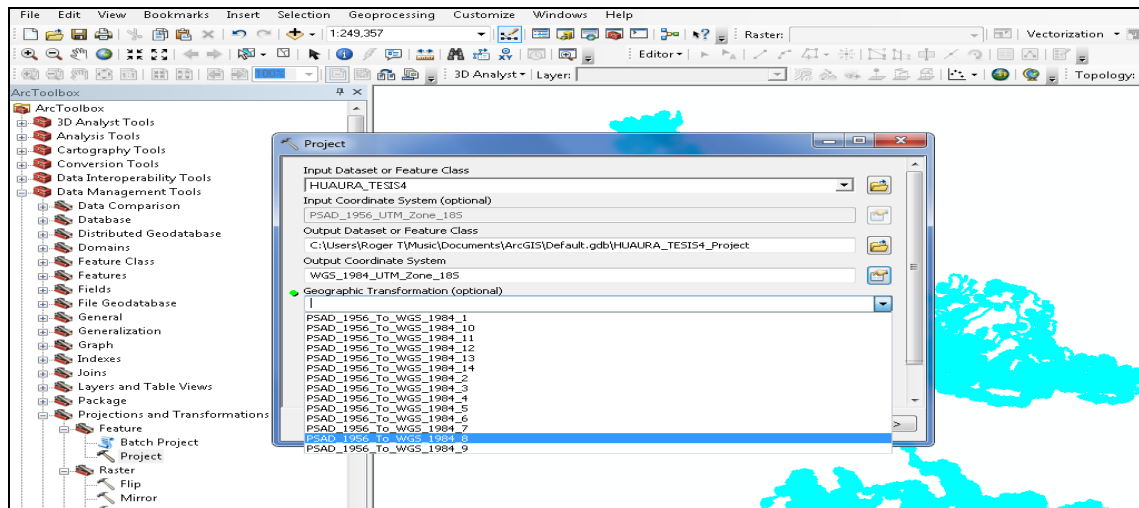 File Edit View Bookmarks Insert Selection Geoprocessing Customize Windows Help
1:249,357
Raster:
Vectorization
Editor
100%
3D Analyst
Layer:
Topology:
ArcToolbox
ArcToolbox
3D Analyst Tools
Analysis Tools
Cartography Tools
Conversion Tools
Data Interoperability Tools
Data Management Tools
Data Comparison
Database
Distributed Geodatabase
Domains
Feature Class
Features
Fields
File Geodatabase
General
Generalization
Graph
Indexes
Joins
Layers and Table Views
Package
Projections and Transformations
Feature
Batch Project
Project
Raster
Flip
Mirror
Project
Input Dataset or Feature Class
HUAURA_TESIS4
Input Coordinate System (optional)
PSAD_1956_UTM_Zone_18S
Output Dataset or Feature Class
C:\Users\Roger T\Music\Documents\ArcGIS\Default.gdb\HUAURA_TESIS4_Project
Output Coordinate System
WGS_1984_UTM_Zone_18S
Geographic Transformation (optional)
PSAD_1956_To_WGS_1984_1
PSAD_1956_To_WGS_1984_10
PSAD_1956_To_WGS_1984_11
PSAD_1956_To_WGS_1984_12
PSAD_1956_To_WGS_1984_13
PSAD_1956_To_WGS_1984_14
PSAD_1956_To_WGS_1984_2
PSAD_1956_To_WGS_1984_3
PSAD_1956_To_WGS_1984_4
PSAD_1956_To_WGS_1984_5
PSAD_1956_To_WGS_1984_6
PSAD_1956_To_WGS_1984_7
PSAD_1956_To_WGS_1984_8
PSAD_1956_To_WGS_1984_9
>